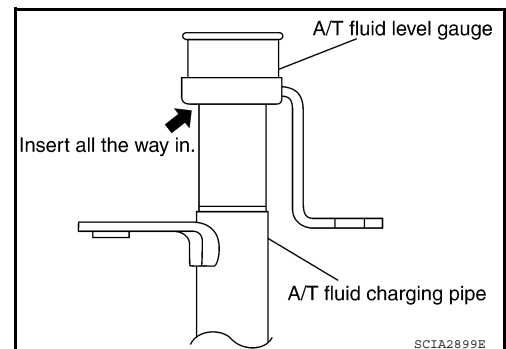 A/T fluid level gauge
Insert all the way in.
A/T fluid charging pipe
SCIA2899E